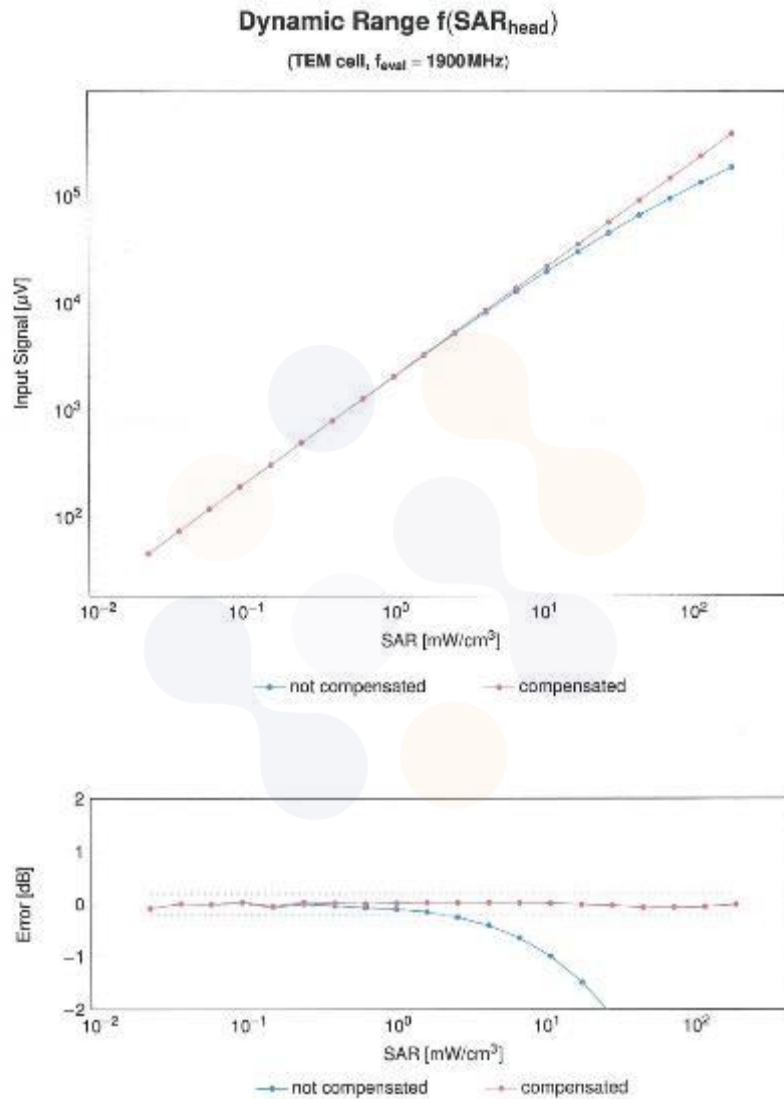 Dynamic Range f(SAR_head)
(TEM cell, f_eval = 1900 MHz)
Input Signal [µV]
10^5
10^4
10^3
10^2
10^-2 10^-1 10^0 10^1 10^2
SAR [mW/cm³]
not compensated compensated
Error [dB]
2
1
0
-1
-2
10^-2 10^-1 10^0 10^1 10^2
SAR [mW/cm³]
not compensated compensated